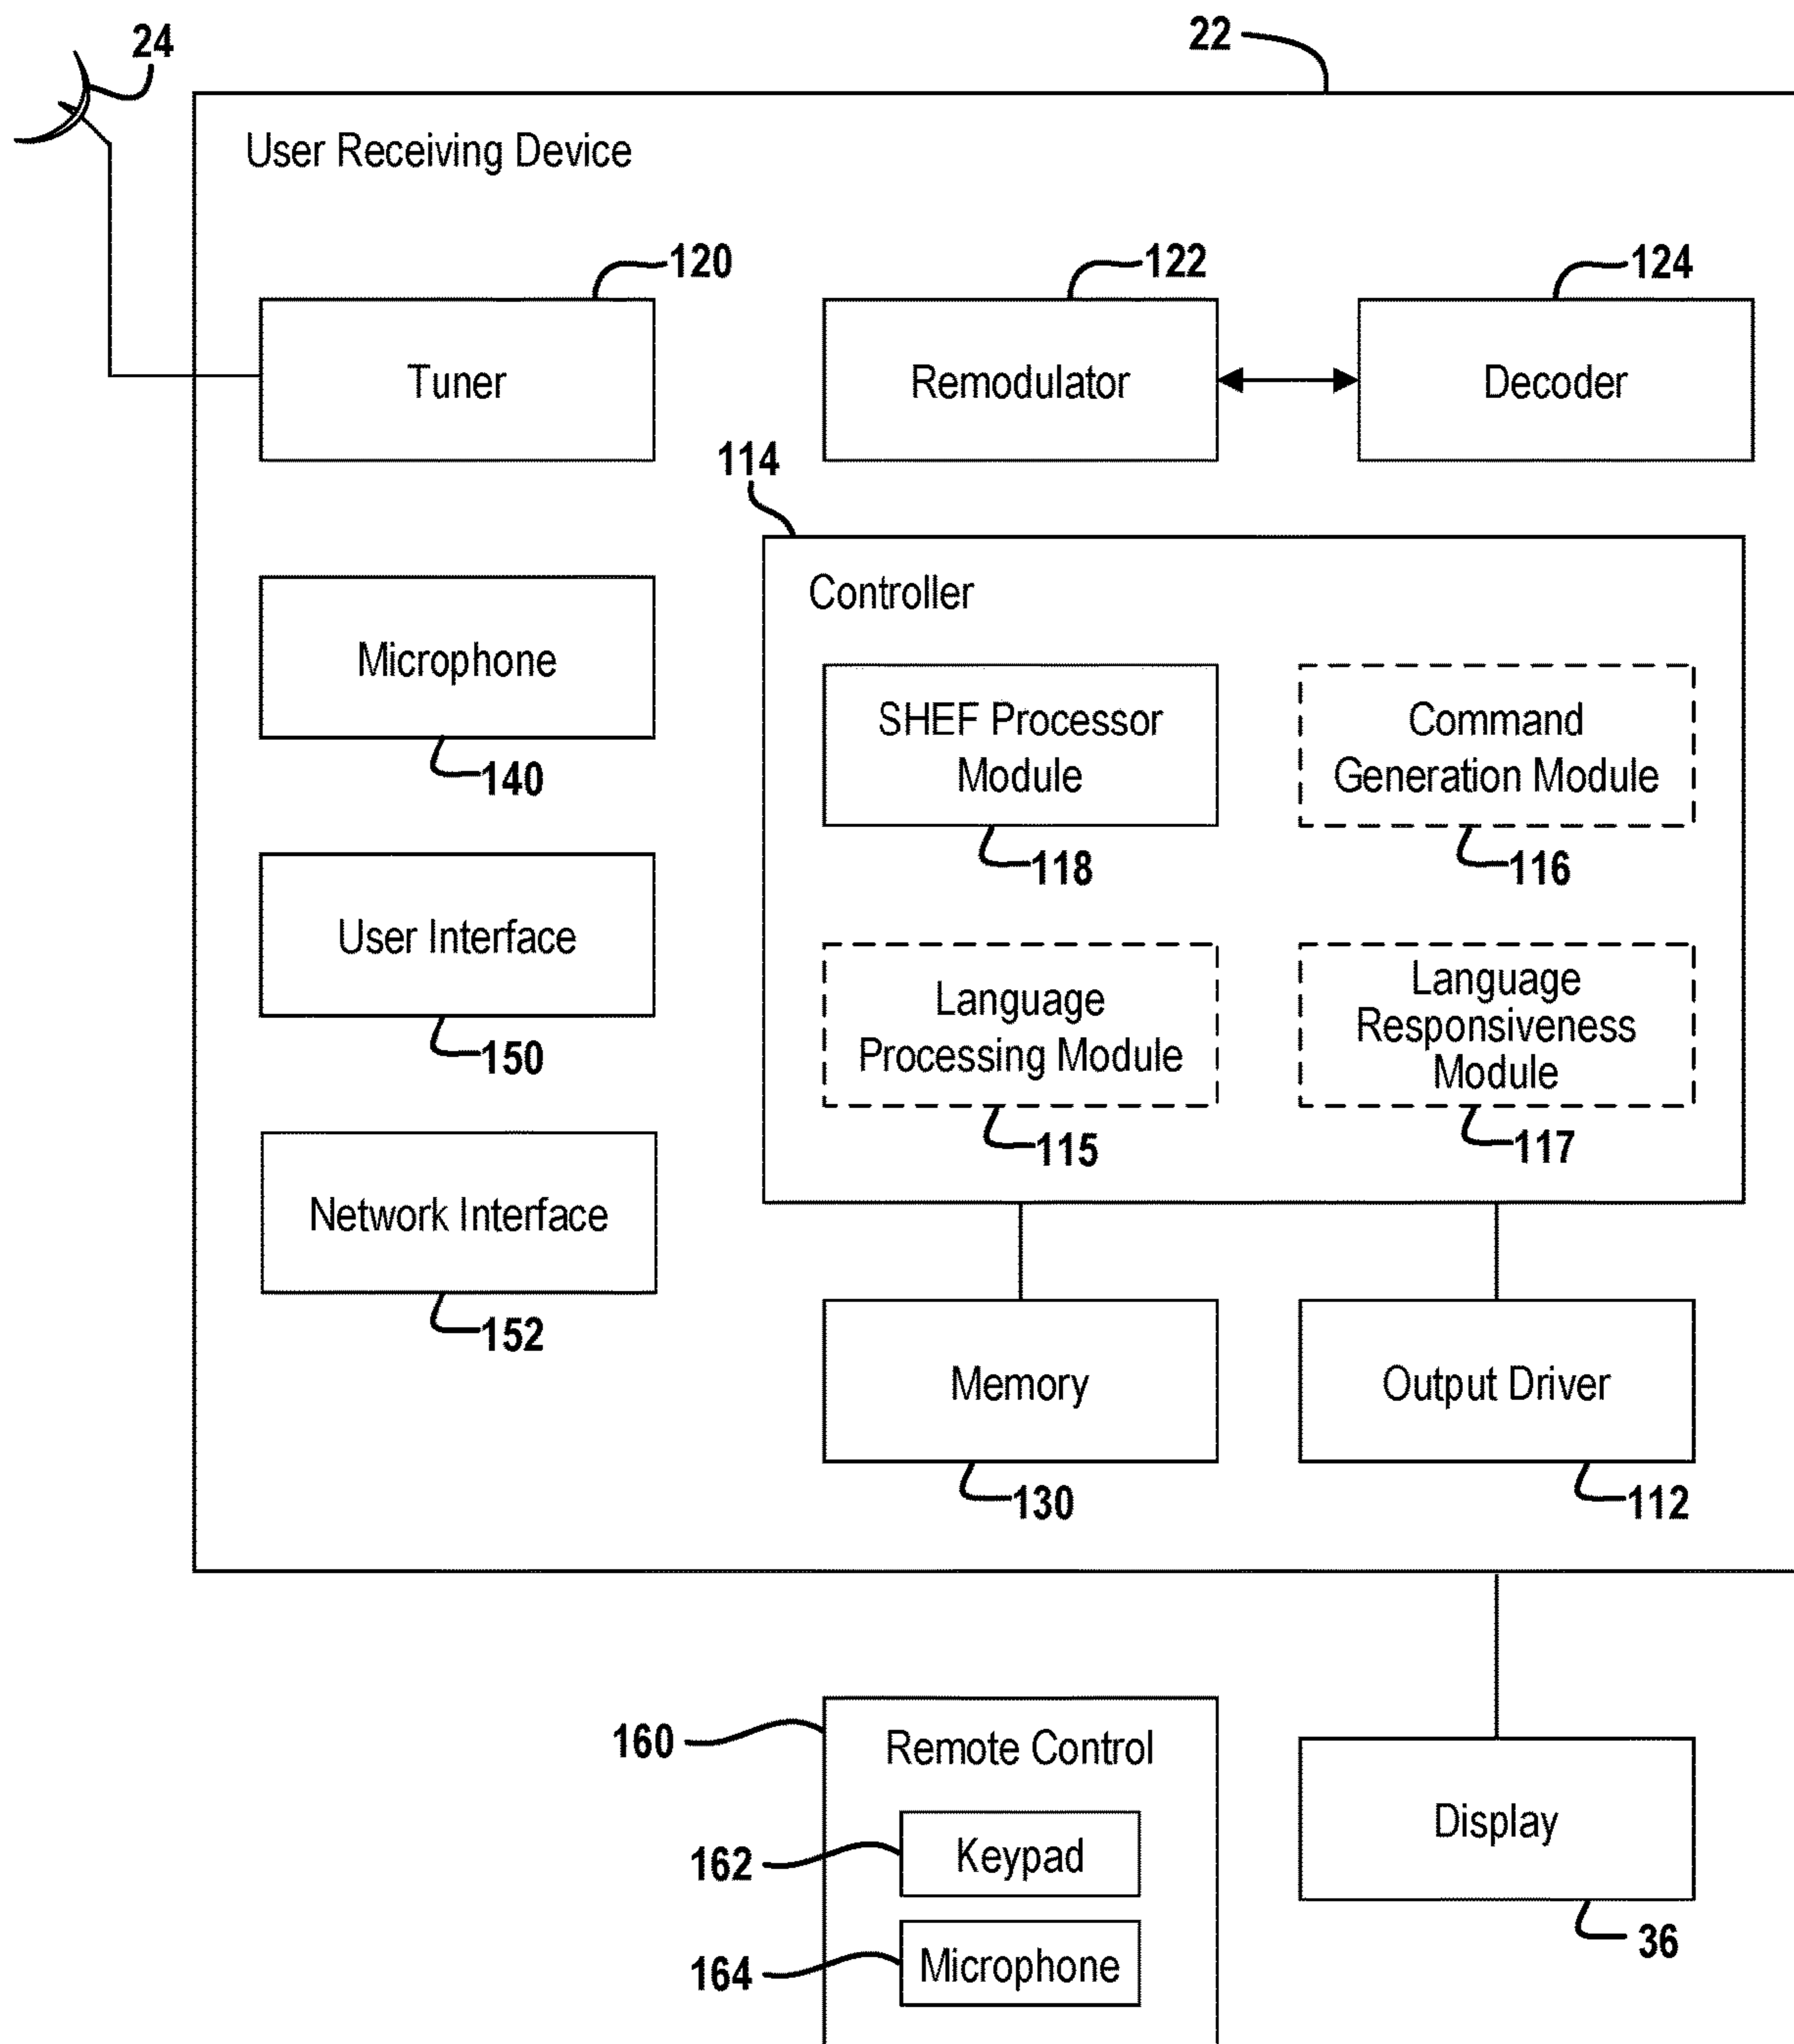 24
22
User Receiving Device
120
122
124
Tuner
Remodulator
Decoder
114
Controller
Microphone
140
SHEF Processor
Module
118
Command
Generation Module
116
User Interface
150
Language
Processing Module
115
Language
Responsiveness
Module
117
Network Interface
152
Memory
130
Output Driver
112
160
Remote Control
162
Keypad
164
Microphone
Display
36